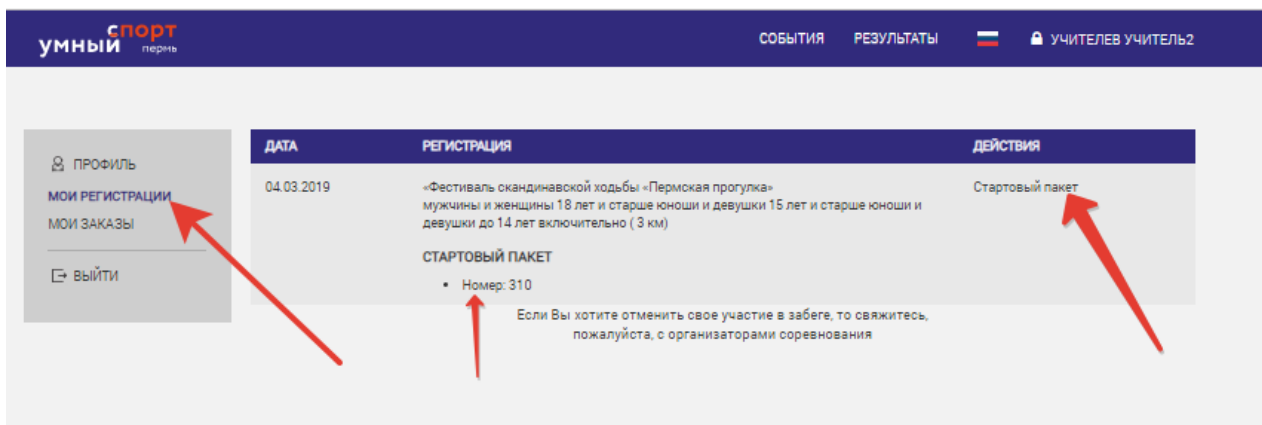 спорт
умный пермь
СОБЫТИЯ РЕЗУЛЬТАТЫ УЧИТЕЛЕВ УЧИТЕЛЬ2
ПРОФИЛЬ
МОИ РЕГИСТРАЦИИ
МОИ ЗАКАЗЫ
ВЫЙТИ
ДАТА РЕГИСТРАЦИЯ ДЕЙСТВИЯ
04.03.2019 «Фестиваль скандинавской ходьбы «Пермская прогулка» Стартовый пакет
мужчины и женщины 18 лет и старше юноши и девушки 15 лет и старше юноши и
девушки до 14 лет включительно ( 3 км)
СТАРТОВЫЙ ПАКЕТ
• Номер: 310
Если Вы хотите отменить свое участие в забеге, то свяжитесь,
пожалуйста, с организаторами соревнования